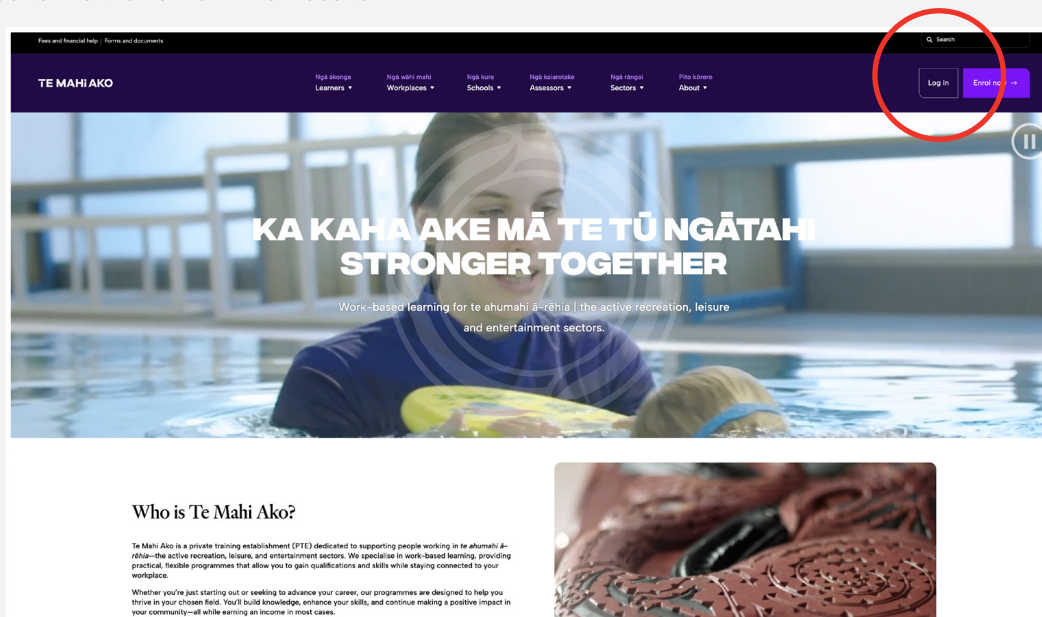 Fees and financial help | Forms and documents
Search
TE MAHI AKO
Ngā ākonga
Learners
Ngā wāhi mahi
Workplaces
Ngā kura
Schools
Ngā kaiarotake
Assessors
Ngā rāngai
Sectors
Pito kōrero
About
Log in
Enrol now →
KA KAHA AKE MĀ TE TŪ NGĀTAHI
STRONGER TOGETHER
Work-based learning for te ahumahi ā-rēhia | the active recreation, leisure
and entertainment sectors.
Who is Te Mahi Ako?
Te Mahi Ako is a private training establishment (PTE) dedicated to supporting people working in te ahumahi ā-
rēhia—the active recreation, leisure, and entertainment sectors. We specialise in work-based learning, providing
practical, flexible programmes that allow you to gain qualifications and skills while staying connected to your
workplace.
Whether you're just starting out or seeking to advance your career, our programmes are designed to help you
thrive in your chosen field. You'll build knowledge, enhance your skills, and continue making a positive impact in
your community—all while earning an income in most cases.